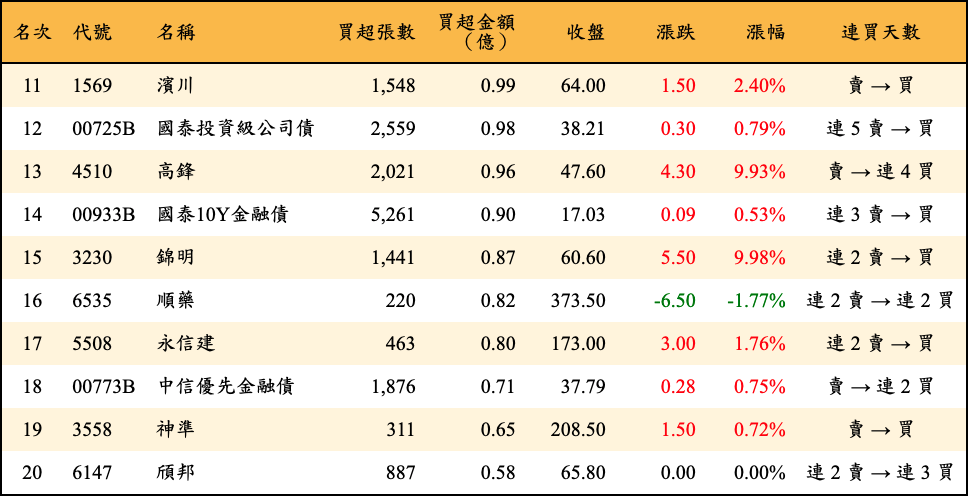 名次 代號 名稱 買超張數 買超金額（億） 收盤 漲跌 漲幅 連買天數
11 1569 濱川 1,548 0.99 64.00 1.50 2.40% 賣 → 買
12 00725B 國泰投資級公司債 2,559 0.98 38.21 0.30 0.79% 連 5 賣 → 買
13 4510 高鋒 2,021 0.96 47.60 4.30 9.93% 賣 → 連 4 買
14 00933B 國泰10Y金融債 5,261 0.90 17.03 0.09 0.53% 連 3 賣 → 買
15 3230 錦明 1,441 0.87 60.60 5.50 9.98% 連 2 賣 → 買
16 6535 順藥 220 0.82 373.50 -6.50 -1.77% 連 2 賣 → 連 2 買
17 5508 永信建 463 0.80 173.00 3.00 1.76% 連 2 賣 → 買
18 00773B 中信優先金融債 1,876 0.71 37.79 0.28 0.75% 賣 → 連 2 買
19 3558 神準 311 0.65 208.50 1.50 0.72% 賣 → 買
20 6147 頎邦 887 0.58 65.80 0.00 0.00% 連 2 賣 → 連 3 買